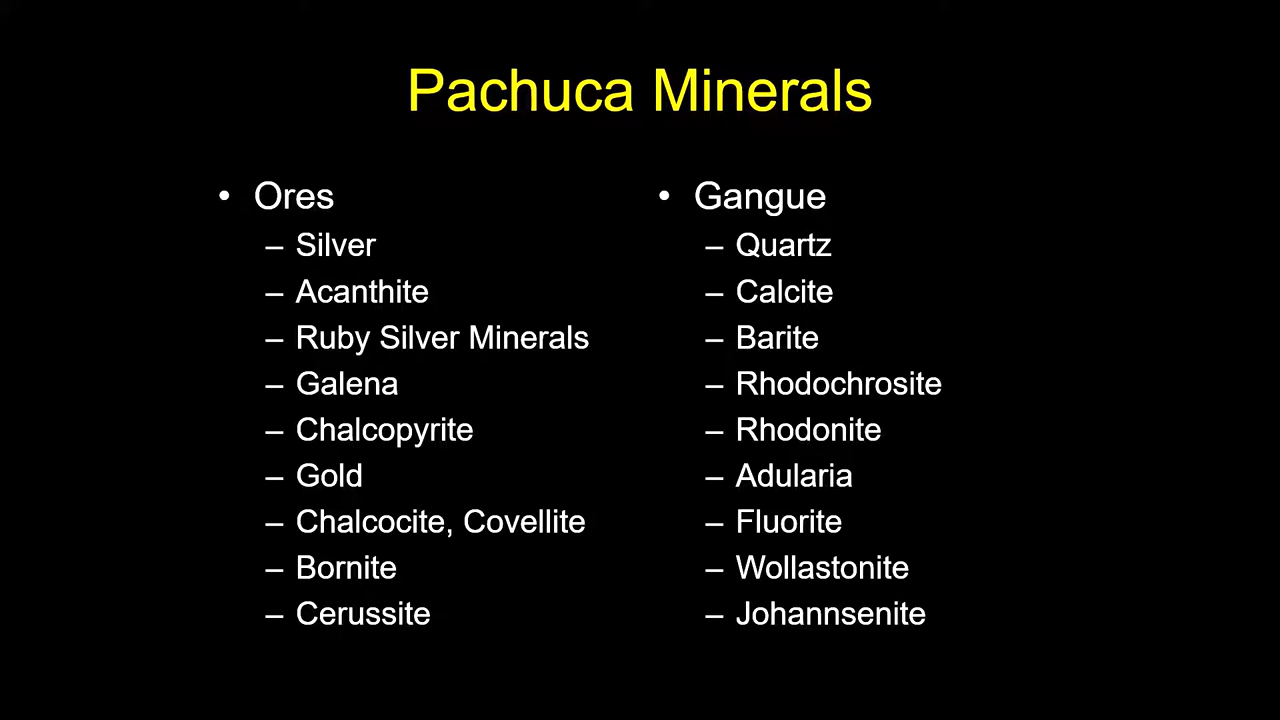 Pachuca Minerals
• Ores
– Silver
– Acanthite
– Ruby Silver Minerals
– Galena
– Chalcopyrite
– Gold
– Chalcocite, Covellite
– Bornite
– Cerussite
• Gangue
– Quartz
– Calcite
– Barite
– Rhodochrosite
– Rhodonite
– Adularia
– Fluorite
– Wollastonite
– Johannsenite